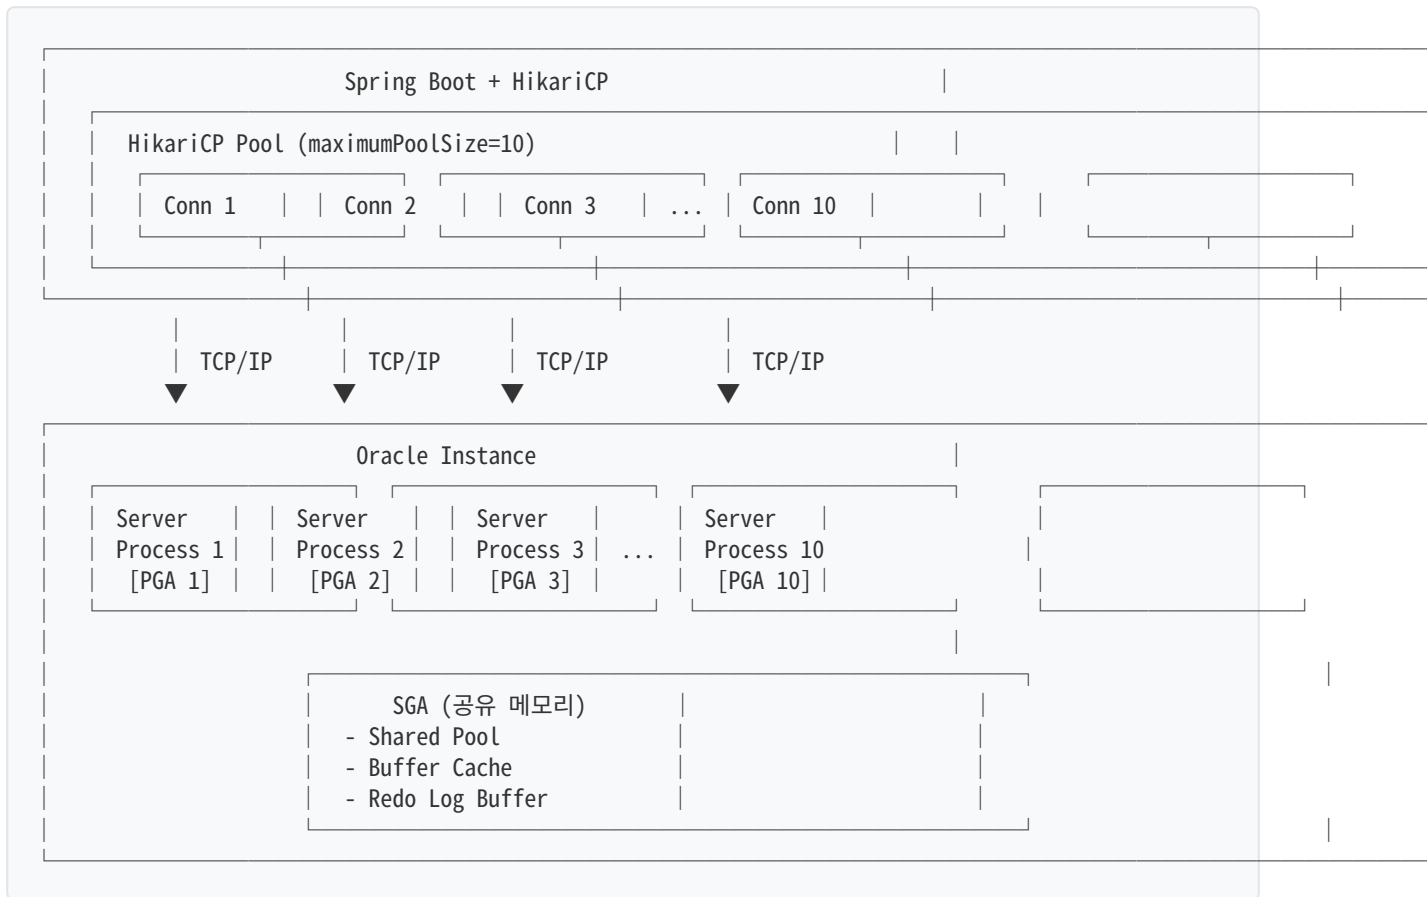 Spring Boot + HikariCP
HikariCP Pool (maximumPoolSize=10)
Conn 1 Conn 2 Conn 3 ... Conn 10
TCP/IP TCP/IP TCP/IP TCP/IP
Oracle Instance
Server Server Server Server
Process 1 Process 2 Process 3 ... Process 10
[PGA 1] [PGA 2] [PGA 3] [PGA 10]
SGA (공유 메모리)
- Shared Pool
- Buffer Cache
- Redo Log Buffer